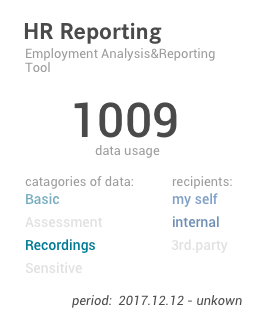 HR Reporting
Employment Analysis&Reporting
Tool
1009
data usage
catagories of data: recipients:
Basic my self
Assessment internal
Recordings 3rd.party
Sensitive
period: 2017.12.12 - unkown